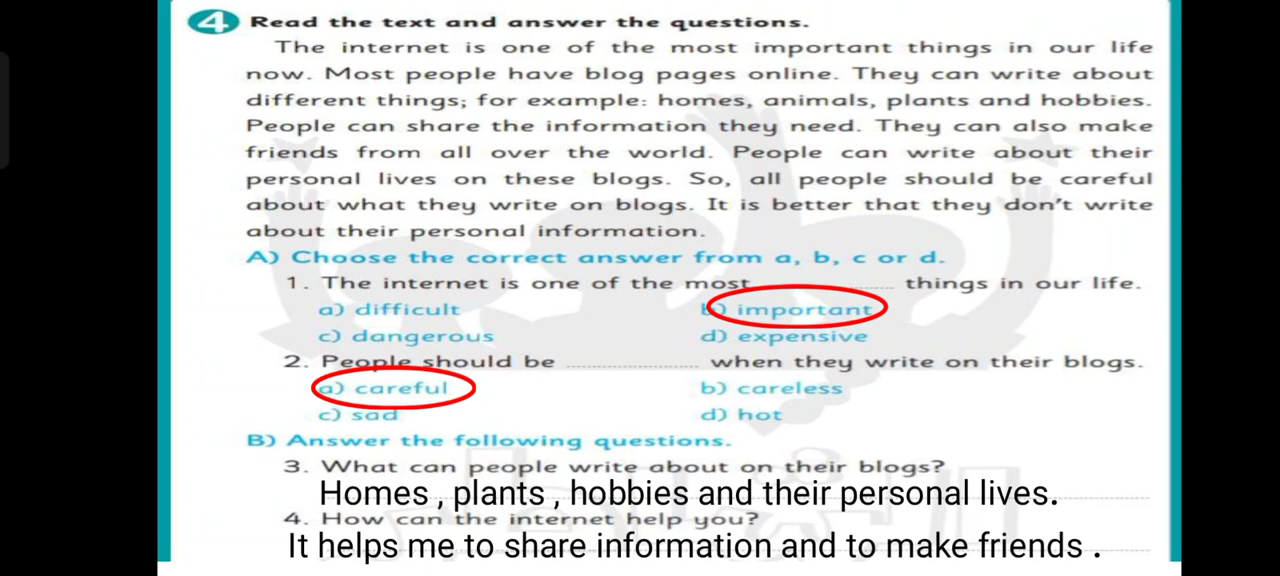 4 Read the text and answer the questions.
The internet is one of the most important things in our life
now. Most people have blog pages online. They can write about
different things; for example: homes, animals, plants and hobbies.
People can share the information they need. They can also make
friends from all over the world. People can write about their
personal lives on these blogs. So, all people should be careful
about what they write on blogs. It is better that they don't write
about their personal information.
A) Choose the correct answer from a, b, c or d.
1. The internet is one of the most .............. things in our life.
a) difficult b) important
c) dangerous d) expensive
2. People should be .............. when they write on their blogs.
a) careful b) careless
c) sad d) hot
B) Answer the following questions.
3. What can people write about on their blogs?
Homes , plants , hobbies and their personal lives.
4. How can the internet help you?
It helps me to share information and to make friends .